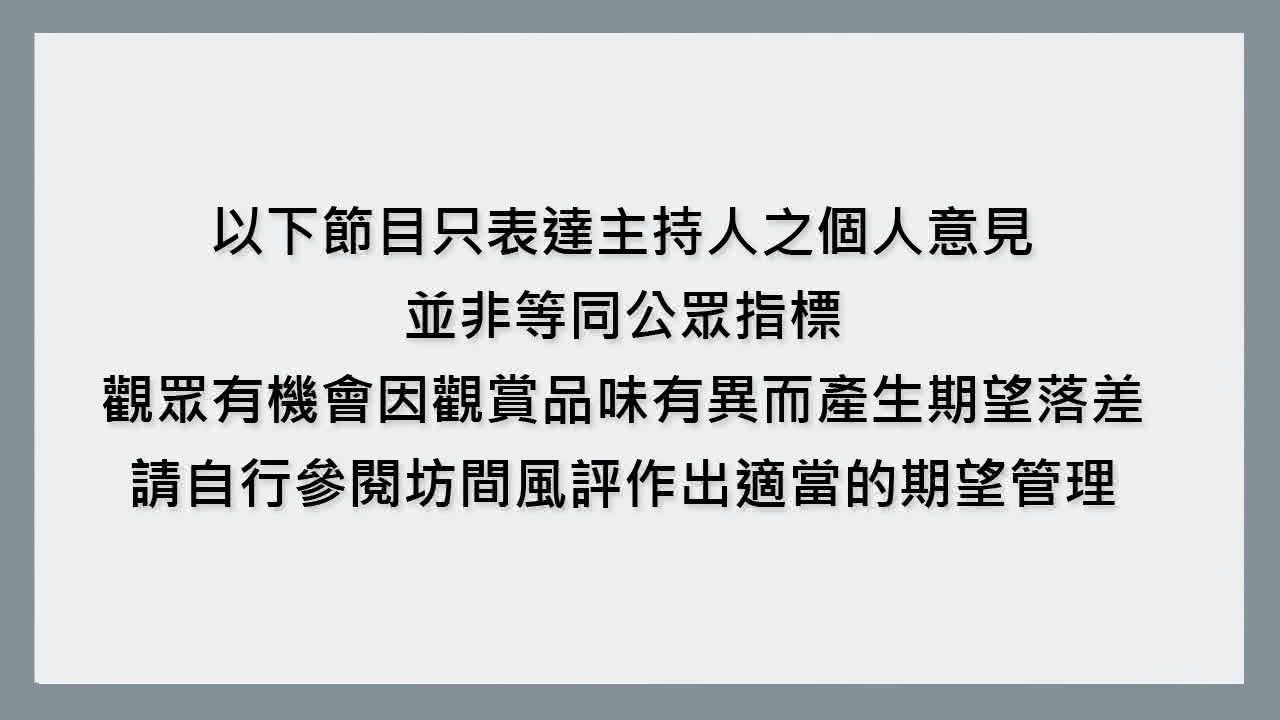 以下節目只表達主持人之個人意見
並非等同公眾指標
觀眾有機會因觀賞品味有異而產生期望落差
請自行參閱坊間風評作出適當的期望管理